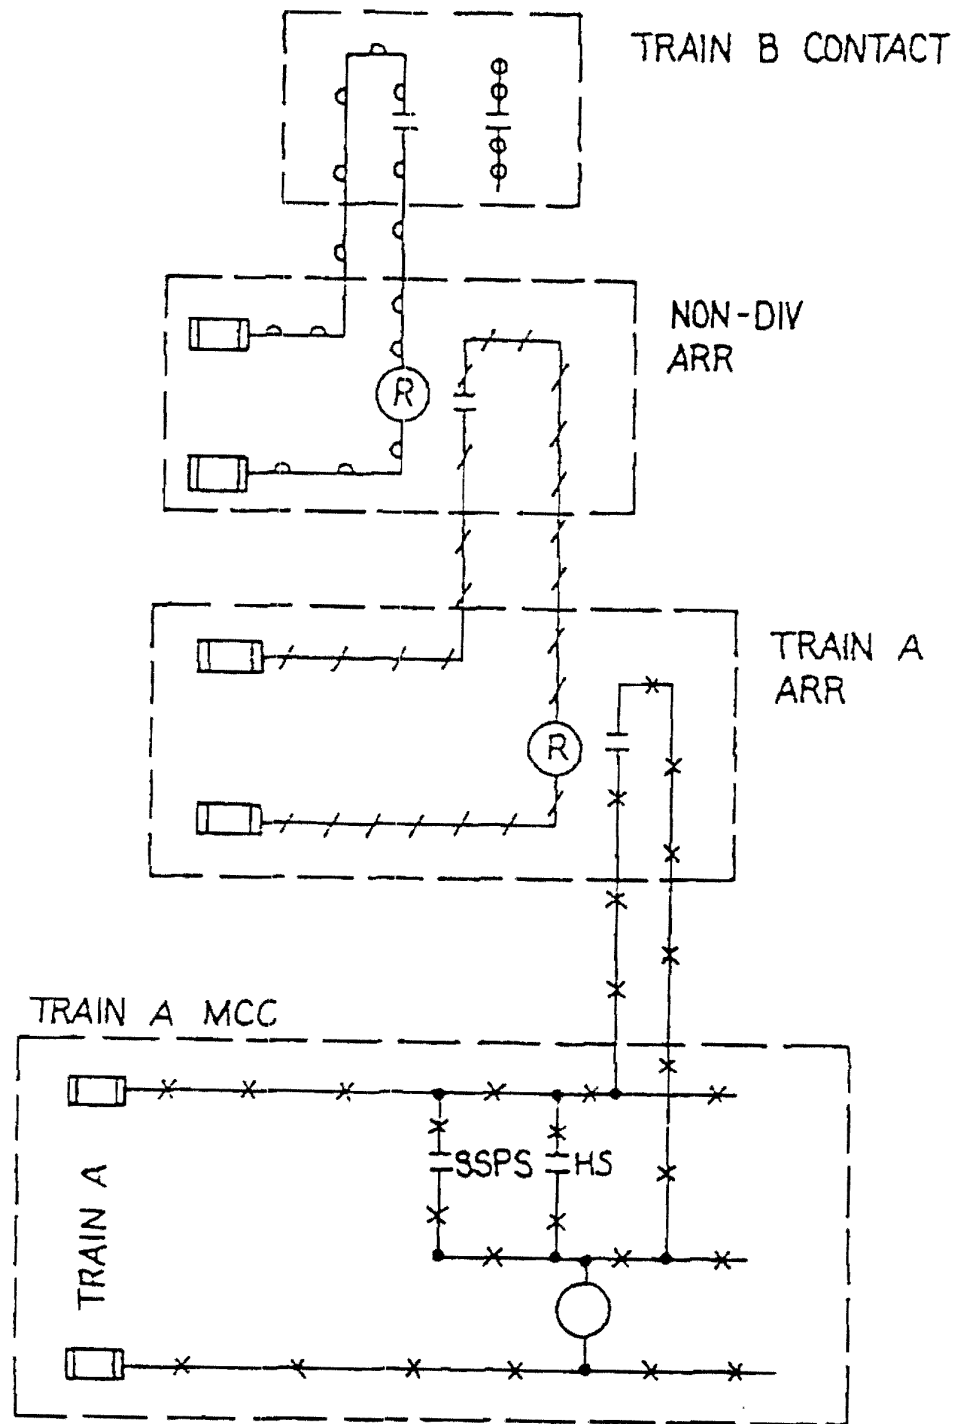 TRAIN B CONTACT
NON-DIV
ARR
R
TRAIN A
ARR
R
TRAIN A MCC
SSPS
HS
TRAIN A